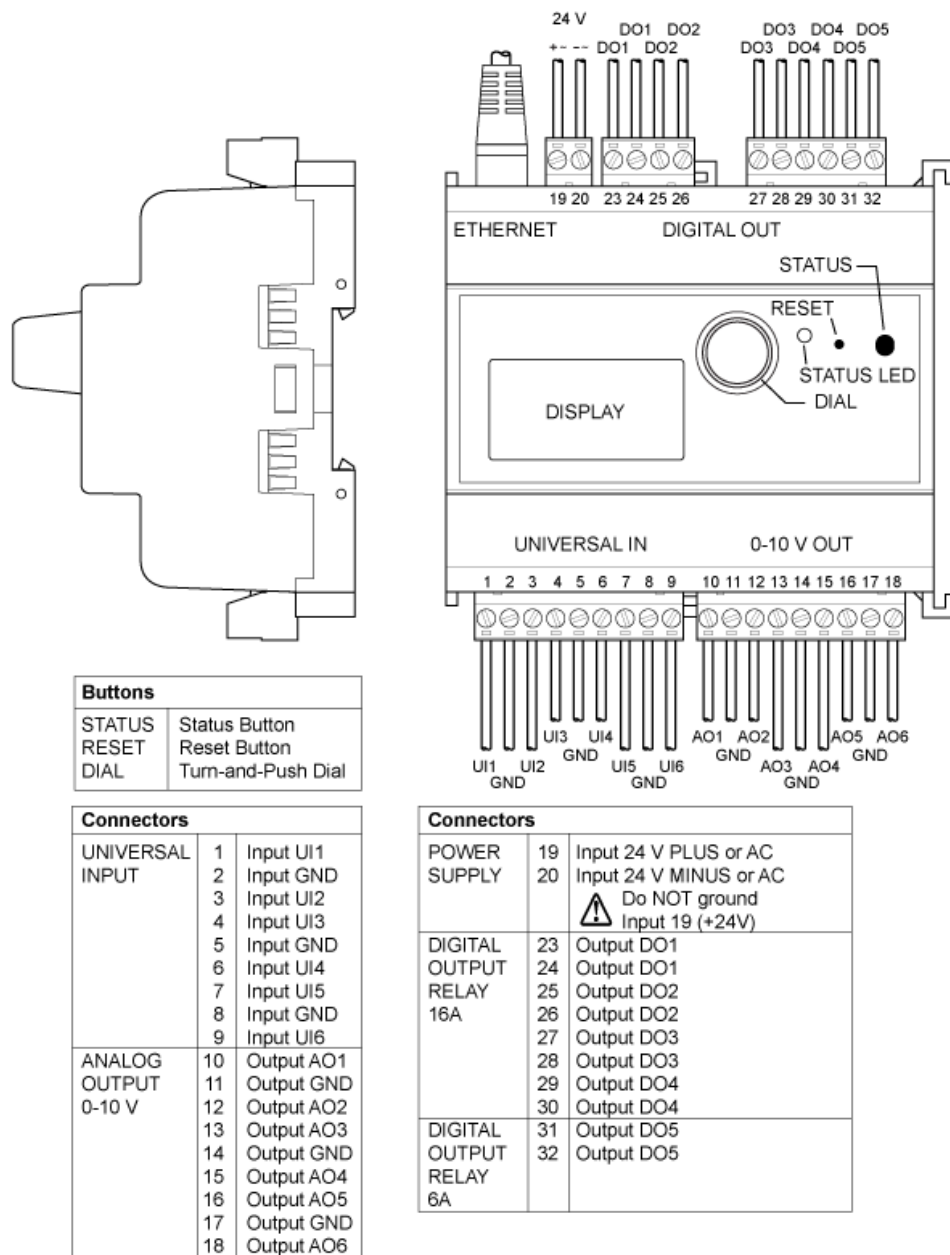 24 V
+- --
DO1 DO2
DO1 DO2
DO3 DO4 DO5
DO3 DO4 DO5
19 20 23 24 25 26 27 28 29 30 31 32
ETHERNET DIGITAL OUT
STATUS
RESET
STATUS LED
DIAL
DISPLAY
UNIVERSAL IN 0-10 V OUT
1 2 3 4 5 6 7 8 9 10 11 12 13 14 15 16 17 18
UI3 UI4 AO1 AO2 AO5 AO6
GND GND GND
UI1 UI2 UI5 UI6 AO3 AO4
GND GND GND
Buttons
STATUS Status Button
RESET Reset Button
DIAL Turn-and-Push Dial
Connectors
UNIVERSAL 1 Input UI1
INPUT 2 Input GND
3 Input UI2
4 Input UI3
5 Input GND
6 Input UI4
7 Input UI5
8 Input GND
9 Input UI6
ANALOG 10 Output AO1
OUTPUT 11 Output GND
0-10 V 12 Output AO2
13 Output AO3
14 Output GND
15 Output AO4
16 Output AO5
17 Output GND
18 Output AO6
Connectors
POWER 19 Input 24 V PLUS or AC
SUPPLY 20 Input 24 V MINUS or AC
Do NOT ground
Input 19 (+24V)
DIGITAL 23 Output DO1
OUTPUT 24 Output DO1
RELAY 25 Output DO2
16A 26 Output DO2
27 Output DO3
28 Output DO3
29 Output DO4
30 Output DO4
DIGITAL 31 Output DO5
OUTPUT 32 Output DO5
RELAY
6A